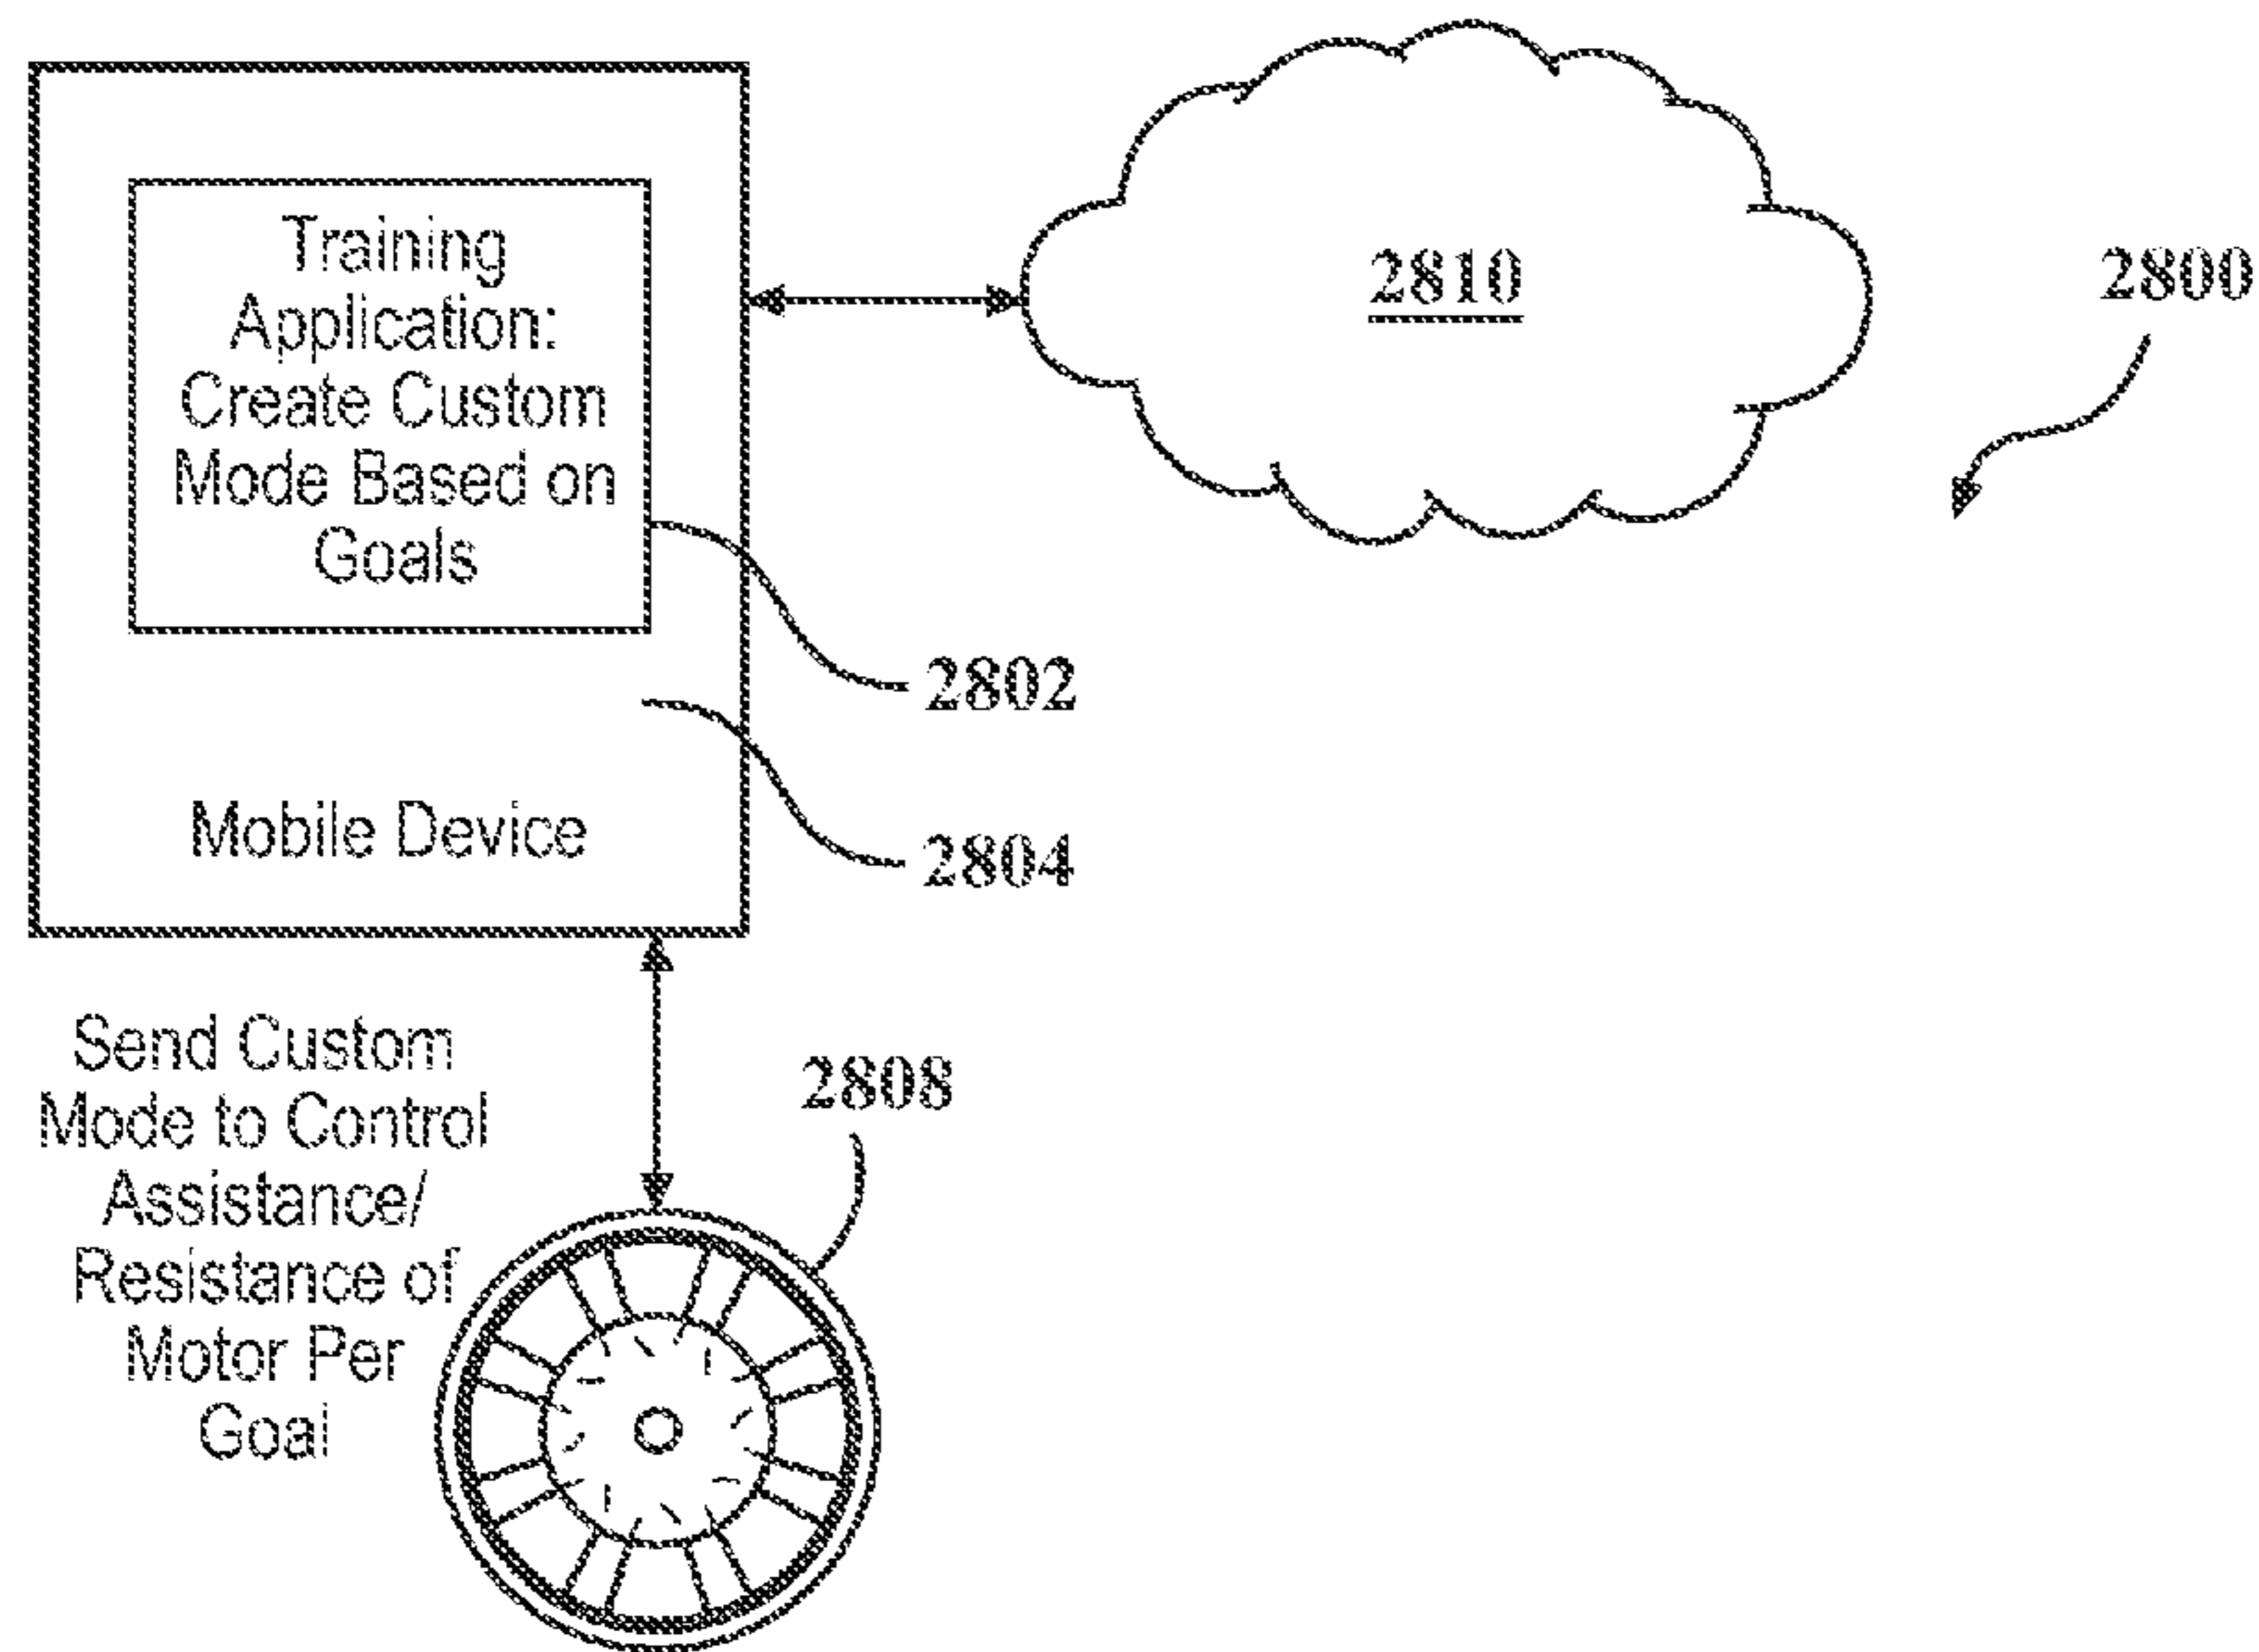 Training
Application:
Create Custom
Mode Based on
Goals
2810
2800
2802
Mobile Device
2804
Send Custom
Mode to Control
Assistance/
Resistance of
Motor Per
Goal
2808